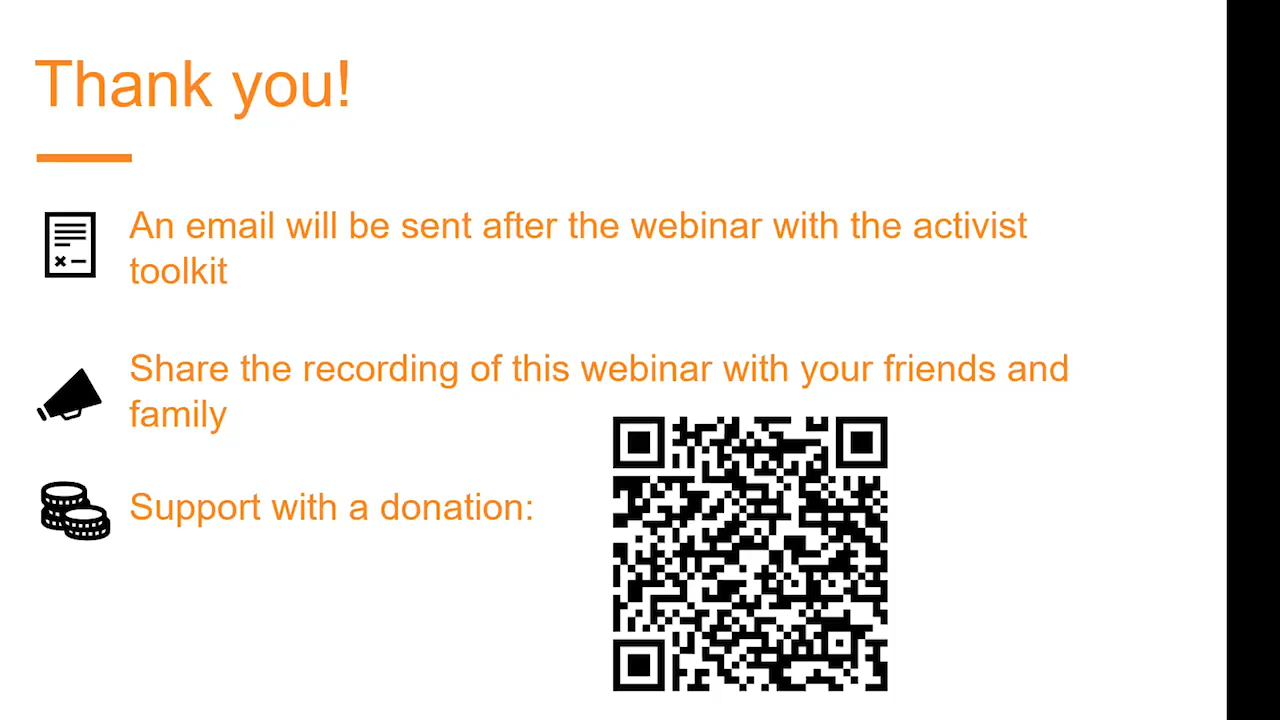 Thank you!
An email will be sent after the webinar with the activist
toolkit
Share the recording of this webinar with your friends and
family
Support with a donation: